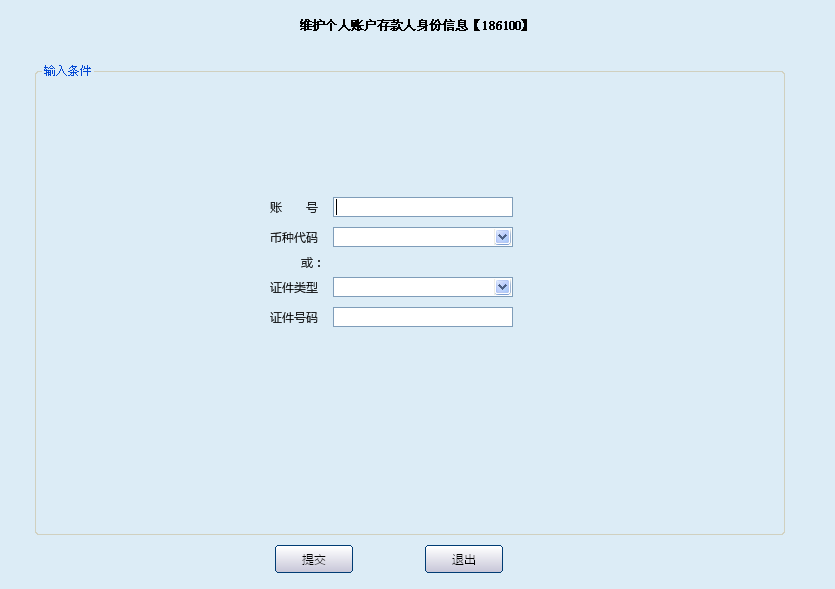 维护个人账户存款人身份信息【186100】
输入条件
账 号
币种代码
或：
证件类型
证件号码
提交 退出